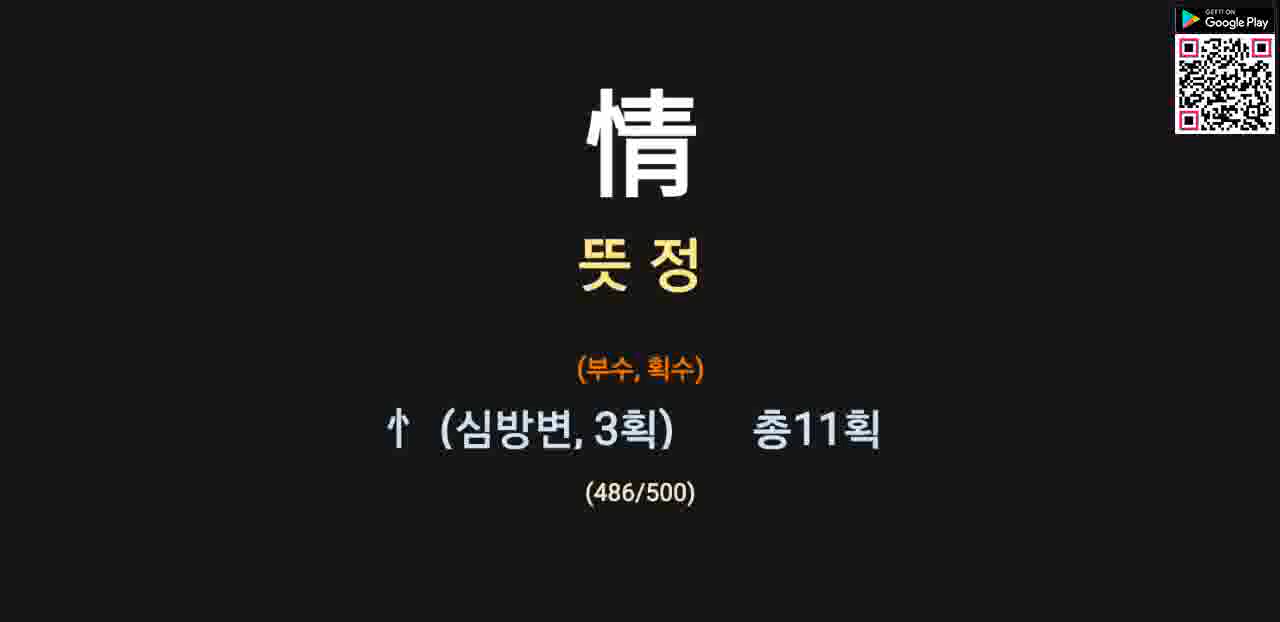 GET IT ON
Google Play
情
뜻 정
(부수, 획수)
忄 (심방변, 3획) 총11획
(486/500)